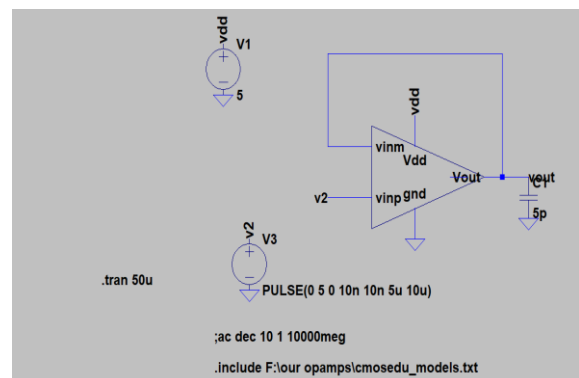 vdd
V1
5
vdd
vinm
Vdd
Vout
vout
C1
v2
vinp
gnd
5p
v2
V3
.tran 50u
PULSE(0 5 0 10n 10n 5u 10u)
;ac dec 10 1 10000meg
.include F:\our opamps\cmosedu_models.txt